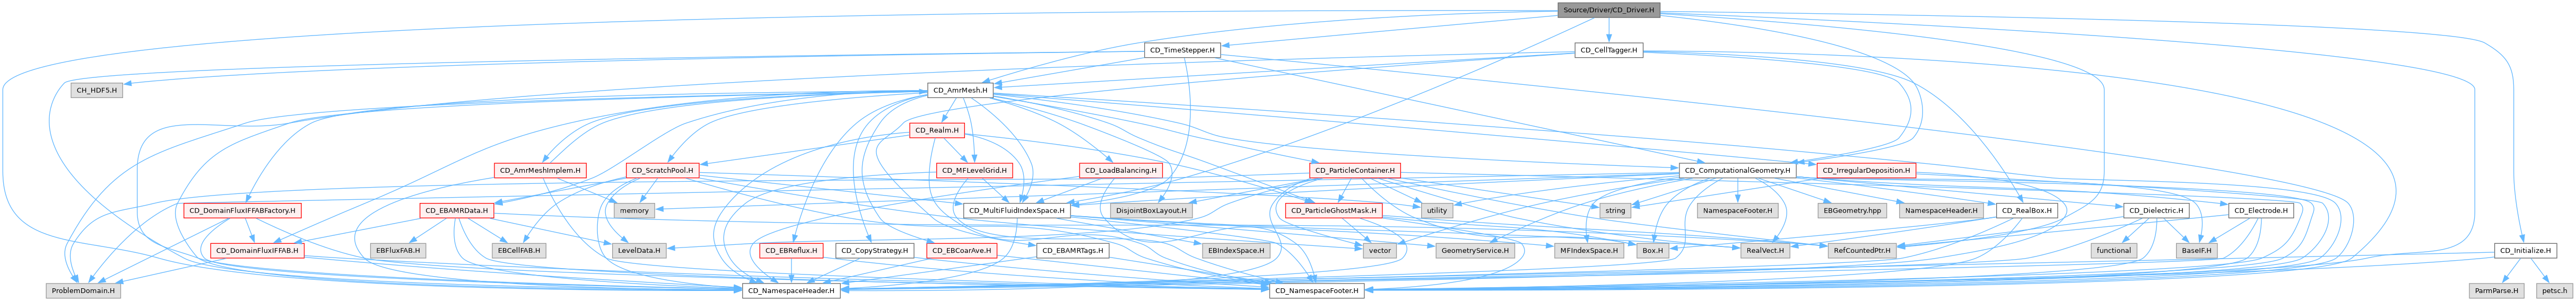 Source/Driver/CD_Driver.H
CD_TimeStepper.H
CD_CellTagger.H
CH_HDF5.H
CD_AmrMesh.H
CD_Realm.H
CD_AmrMeshImplem.H
CD_ScratchPool.H
CD_MFLevelGrid.H
CD_LoadBalancing.H
CD_ParticleContainer.H
CD_ComputationalGeometry.H
CD_IrregularDeposition.H
CD_DomainFluxIFFABFactory.H
CD_EBAMRData.H
memory
CD_MultiFluidIndexSpace.H
DisjointBoxLayout.H
CD_ParticleGhostMask.H
utility
string
NamespaceFooter.H
EBGeometry.hpp
NamespaceHeader.H
CD_RealBox.H
CD_Dielectric.H
CD_Electrode.H
CD_DomainFluxIFFAB.H
EBFluxFAB.H
EBCellFAB.H
LevelData.H
CD_EBReflux.H
CD_CopyStrategy.H
CD_EBCoarAve.H
CD_EBAMRTags.H
EBIndexSpace.H
vector
GeometryService.H
MFIndexSpace.H
Box.H
RealVect.H
RefCountedPtr.H
functional
BaseIF.H
CD_Initialize.H
ProblemDomain.H
CD_NamespaceHeader.H
CD_NamespaceFooter.H
ParmParse.H
petsc.h